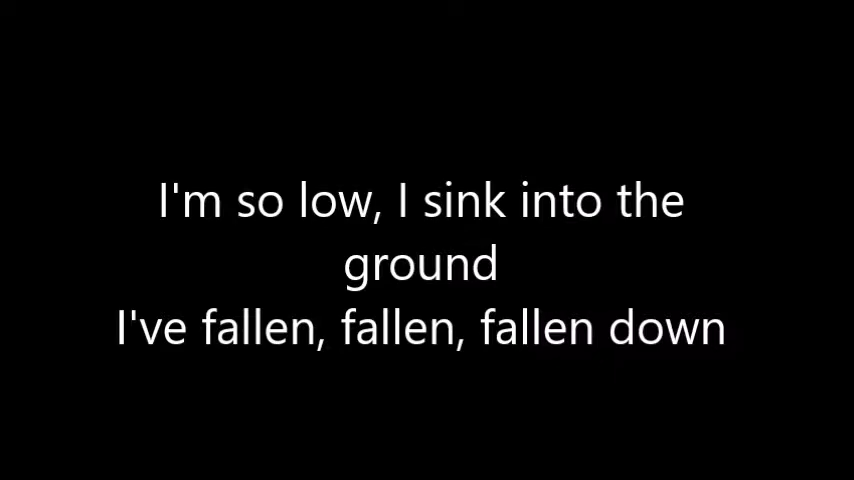 I'm so low, I sink into the
ground
I've fallen, fallen, fallen down